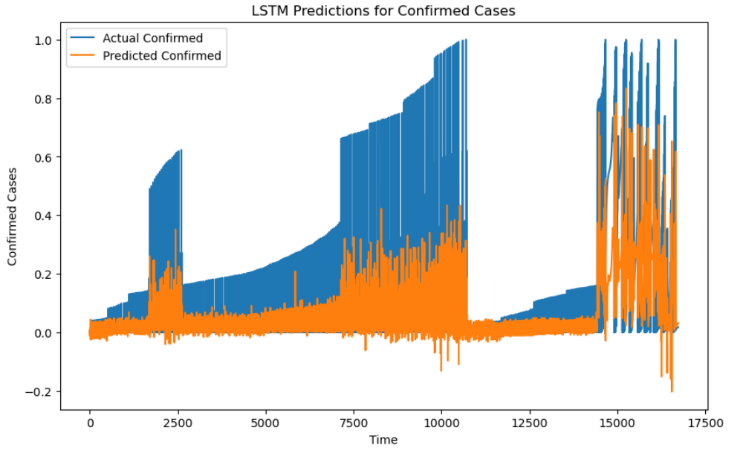 LSTM Predictions for Confirmed Cases
Actual Confirmed
Predicted Confirmed
1.0
0.8
0.6
0.4
0.2
0.0
−0.2
Confirmed Cases
0 2500 5000 7500 10000 12500 15000 17500
Time